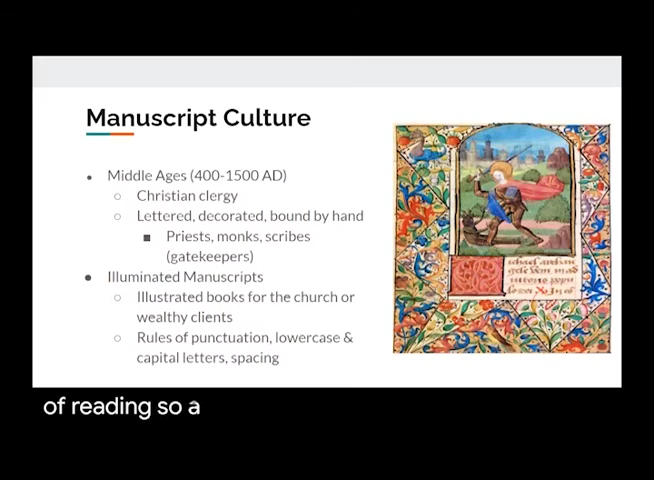 Manuscript Culture
● Middle Ages (400-1500 AD)
○ Christian clergy
○ Lettered, decorated, bound by hand
■ Priests, monks, scribes
(gatekeepers)
● Illuminated Manuscripts
○ Illustrated books for the church or
wealthy clients
○ Rules of punctuation, lowercase &
capital letters, spacing
of reading so a